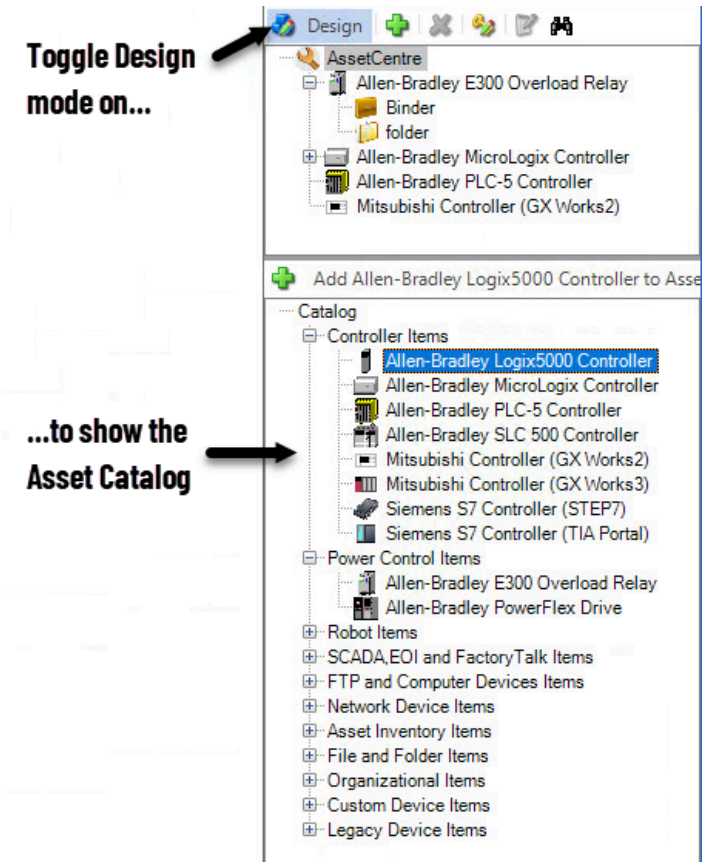 Toggle Design
mode on...
Design
AssetCentre
Allen-Bradley E300 Overload Relay
Binder
folder
Allen-Bradley MicroLogix Controller
Allen-Bradley PLC-5 Controller
Mitsubishi Controller (GX Works2)
Add Allen-Bradley Logix5000 Controller to Asse
Catalog
Controller Items
Allen-Bradley Logix5000 Controller
Allen-Bradley MicroLogix Controller
Allen-Bradley PLC-5 Controller
Allen-Bradley SLC 500 Controller
Mitsubishi Controller (GX Works2)
Mitsubishi Controller (GX Works3)
Siemens S7 Controller (STEP7)
Siemens S7 Controller (TIA Portal)
...to show the
Asset Catalog
Power Control Items
Allen-Bradley E300 Overload Relay
Allen-Bradley PowerFlex Drive
Robot Items
SCADA,EOI and FactoryTalk Items
FTP and Computer Devices Items
Network Device Items
Asset Inventory Items
File and Folder Items
Organizational Items
Custom Device Items
Legacy Device Items